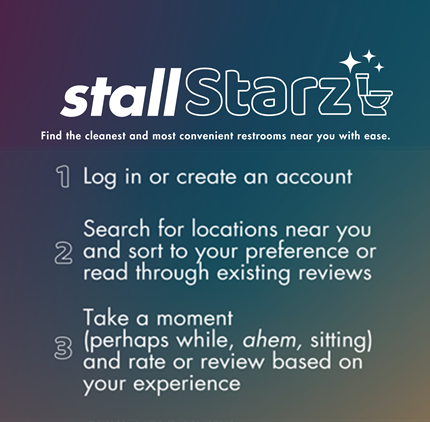 stallStarz
Find the cleanest and most convenient restrooms near you with ease.
1 Log in or create an account
2 Search for locations near you
and sort to your preference or
read through existing reviews
3 Take a moment
(perhaps while, ahem, sitting)
and rate or review based on
your experience